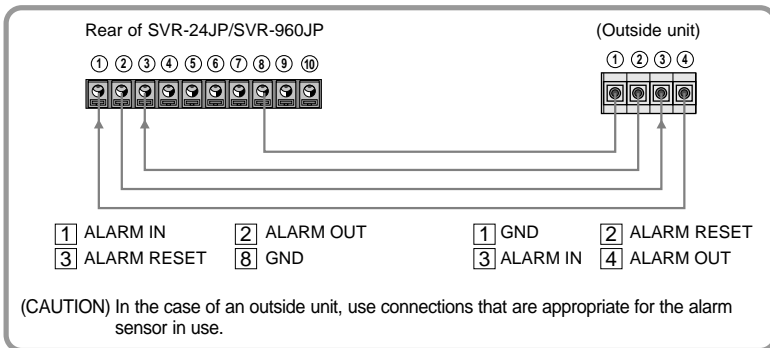 Rear of SVR-24JP/SVR-960JP (Outside unit)
① ② ③ ④ ⑤ ⑥ ⑦ ⑧ ⑨ ⑩ ① ② ③ ④
1 ALARM IN 2 ALARM OUT 1 GND 2 ALARM RESET
3 ALARM RESET 8 GND 3 ALARM IN 4 ALARM OUT
(CAUTION) In the case of an outside unit, use connections that are appropriate for the alarm
sensor in use.